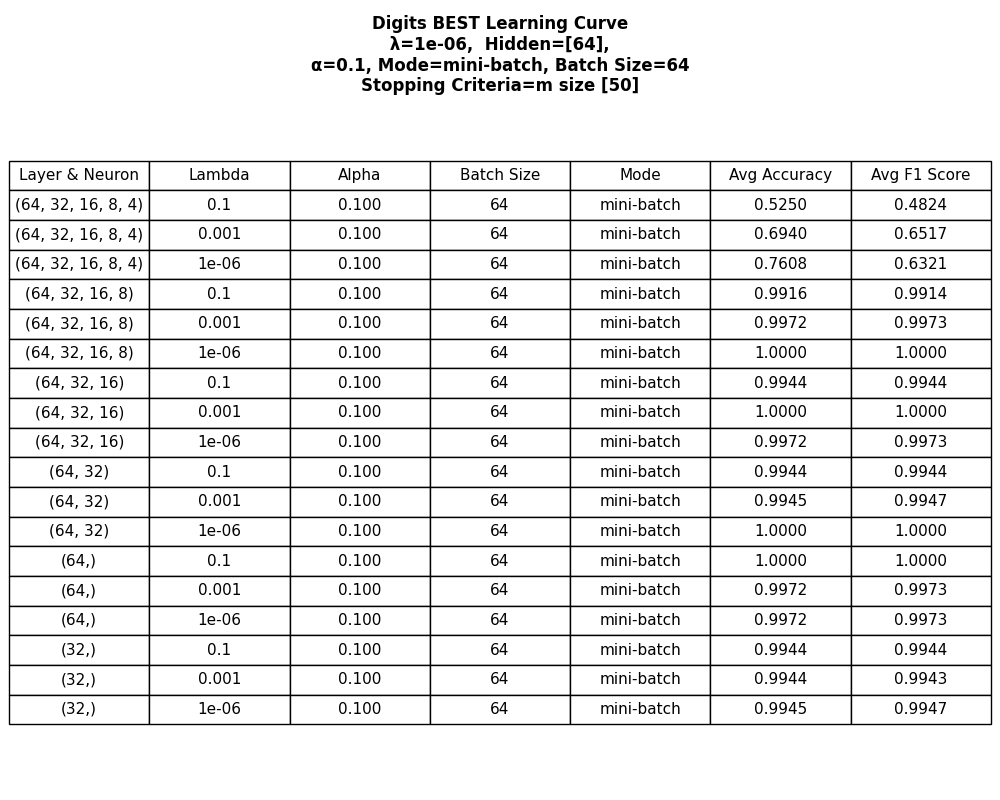 Digits BEST Learning Curve
λ=1e-06,  Hidden=[64],
α=0.1, Mode=mini-batch, Batch Size=64
Stopping Criteria=m size [50]
Layer & Neuron Lambda Alpha Batch Size Mode Avg Accuracy Avg F1 Score
(64, 32, 16, 8, 4) 0.1 0.100 64 mini-batch 0.5250 0.4824
(64, 32, 16, 8, 4) 0.001 0.100 64 mini-batch 0.6940 0.6517
(64, 32, 16, 8, 4) 1e-06 0.100 64 mini-batch 0.7608 0.6321
(64, 32, 16, 8) 0.1 0.100 64 mini-batch 0.9916 0.9914
(64, 32, 16, 8) 0.001 0.100 64 mini-batch 0.9972 0.9973
(64, 32, 16, 8) 1e-06 0.100 64 mini-batch 1.0000 1.0000
(64, 32, 16) 0.1 0.100 64 mini-batch 0.9944 0.9944
(64, 32, 16) 0.001 0.100 64 mini-batch 1.0000 1.0000
(64, 32, 16) 1e-06 0.100 64 mini-batch 0.9972 0.9973
(64, 32) 0.1 0.100 64 mini-batch 0.9944 0.9944
(64, 32) 0.001 0.100 64 mini-batch 0.9945 0.9947
(64, 32) 1e-06 0.100 64 mini-batch 1.0000 1.0000
(64,) 0.1 0.100 64 mini-batch 1.0000 1.0000
(64,) 0.001 0.100 64 mini-batch 0.9972 0.9973
(64,) 1e-06 0.100 64 mini-batch 0.9972 0.9973
(32,) 0.1 0.100 64 mini-batch 0.9944 0.9944
(32,) 0.001 0.100 64 mini-batch 0.9944 0.9943
(32,) 1e-06 0.100 64 mini-batch 0.9945 0.9947